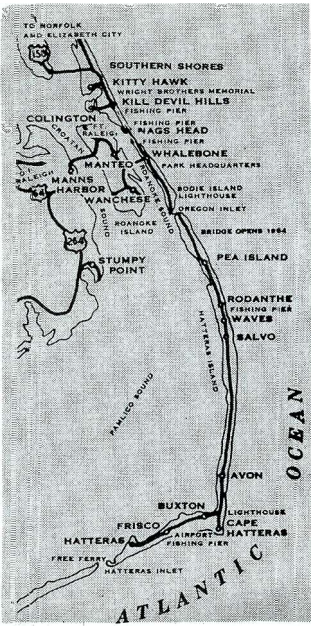 TO NORFOLK
AND ELIZABETH CITY
158
SOUTHERN SHORES
KITTY HAWK
WRIGHT BROTHERS MEMORIAL
KILL DEVIL HILLS
FISHING PIER
COLINGTON
FISHING PIER
CROATAN
FT. RALEIGH
NAGS HEAD
FISHING PIER
WHALEBONE
MANTEO
PARK HEADQUARTERS
TO RALEIGH
64
MANNS
HARBOR
WANCHESE
ROANOKE SOUND
BODIE ISLAND
LIGHTHOUSE
OREGON INLET
SOUND
ROANOKE
ISLAND
BRIDGE OPENS 1964
264
STUMPY
POINT
PEA ISLAND
RODANTHE
FISHING PIER
WAVES
SALVO
HATTERAS ISLAND
PAMLICO SOUND
OCEAN
AVON
BUXTON
LIGHTHOUSE
FRISCO
CAPE
HATTERAS
AIRPORT
HATTERAS
FISHING PIER
FREE FERRY
HATTERAS INLET
ATLANTIC